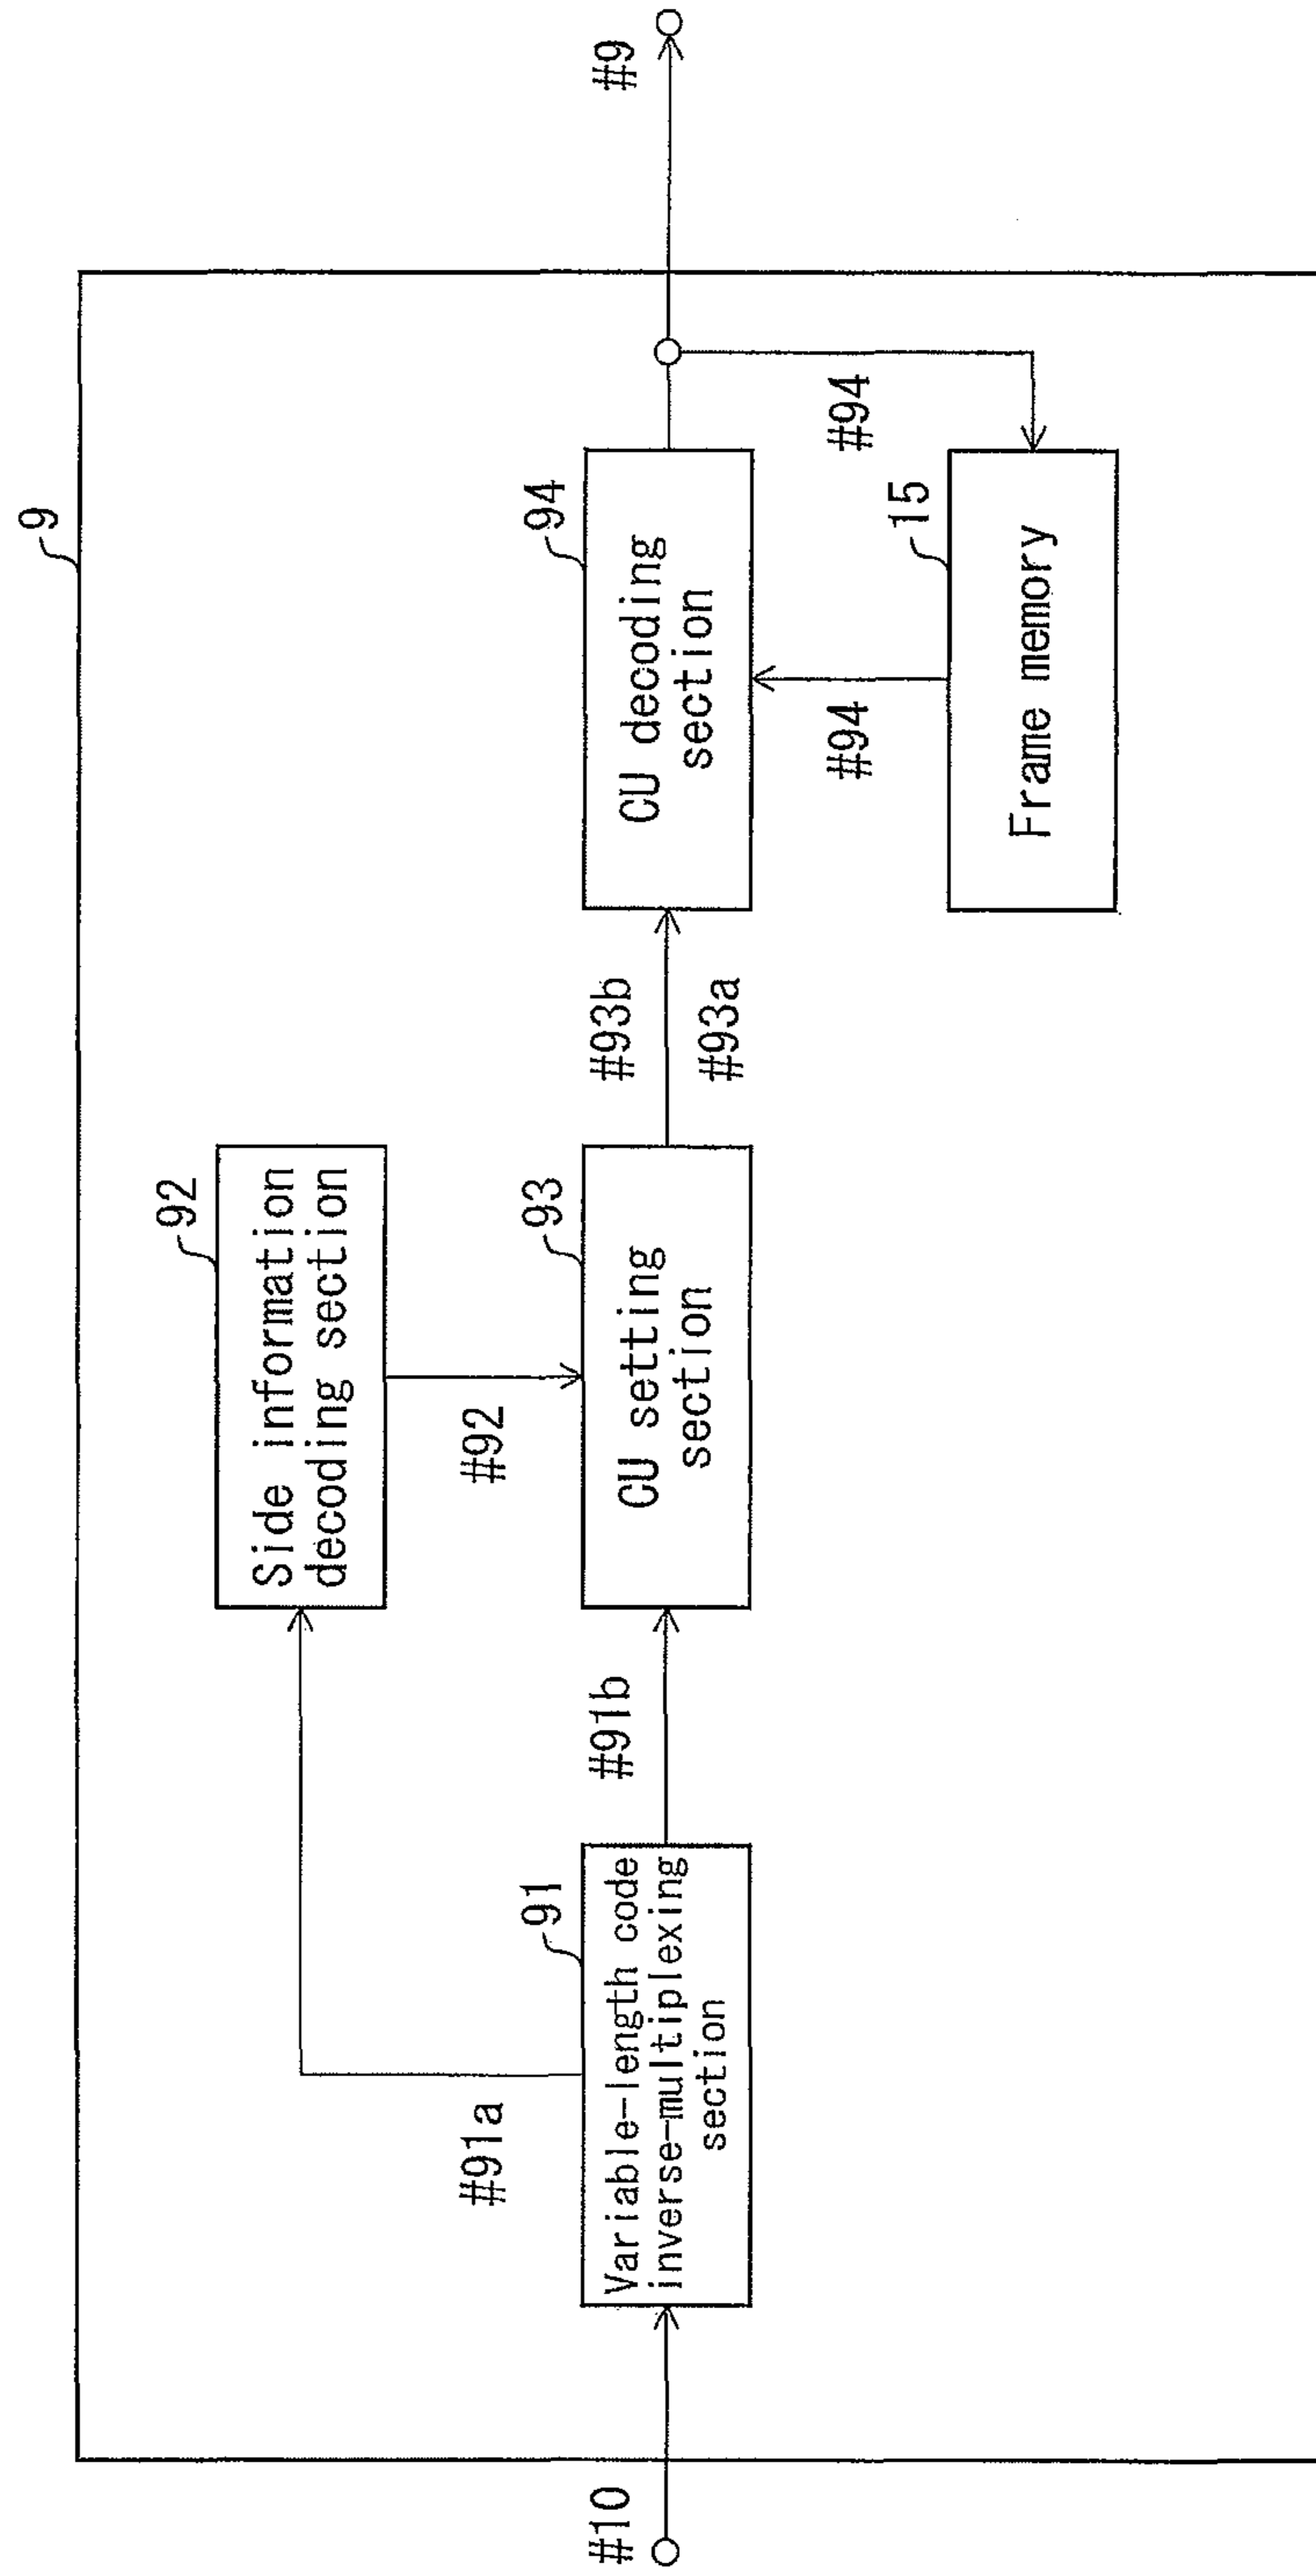 9
#10
#91a
91
Variable-length code
inverse-multiplexing
section
#91b
92
Side information
decoding section
#92
93
CU setting
section
#93b
#93a
94
CU decoding
section
#94
#94
15
Frame memory
#9